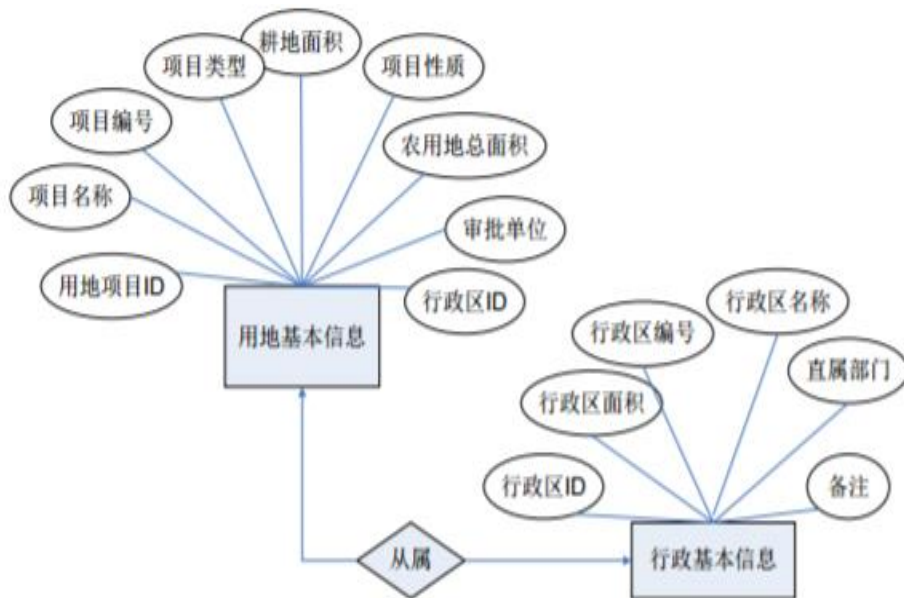 耕地面积
项目类型
项目性质
项目编号
农用地总面积
项目名称
审批单位
用地项目ID
行政区ID
用地基本信息
行政区名称
行政区编号
直属部门
行政区面积
行政区ID
备注
从属
行政基本信息